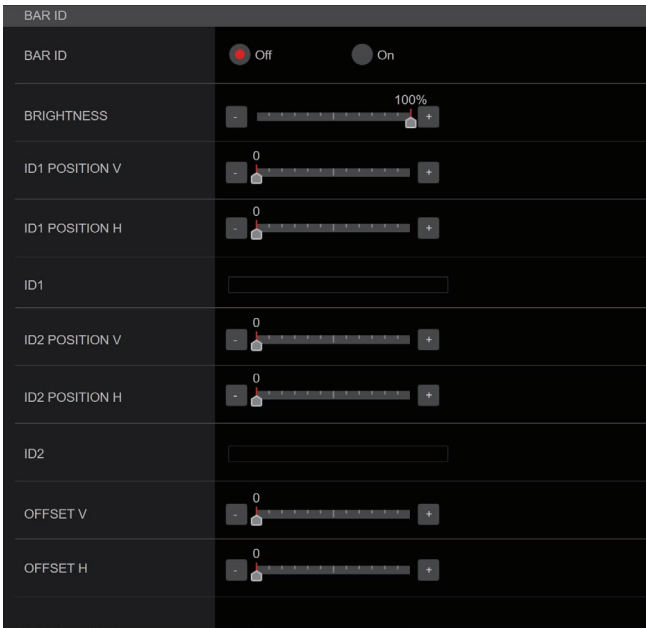 BAR ID
BAR ID Off On
BRIGHTNESS - 100% +
ID1 POSITION V - 0 +
ID1 POSITION H - 0 +
ID1
ID2 POSITION V - 0 +
ID2 POSITION H - 0 +
ID2
OFFSET V - 0 +
OFFSET H - 0 +